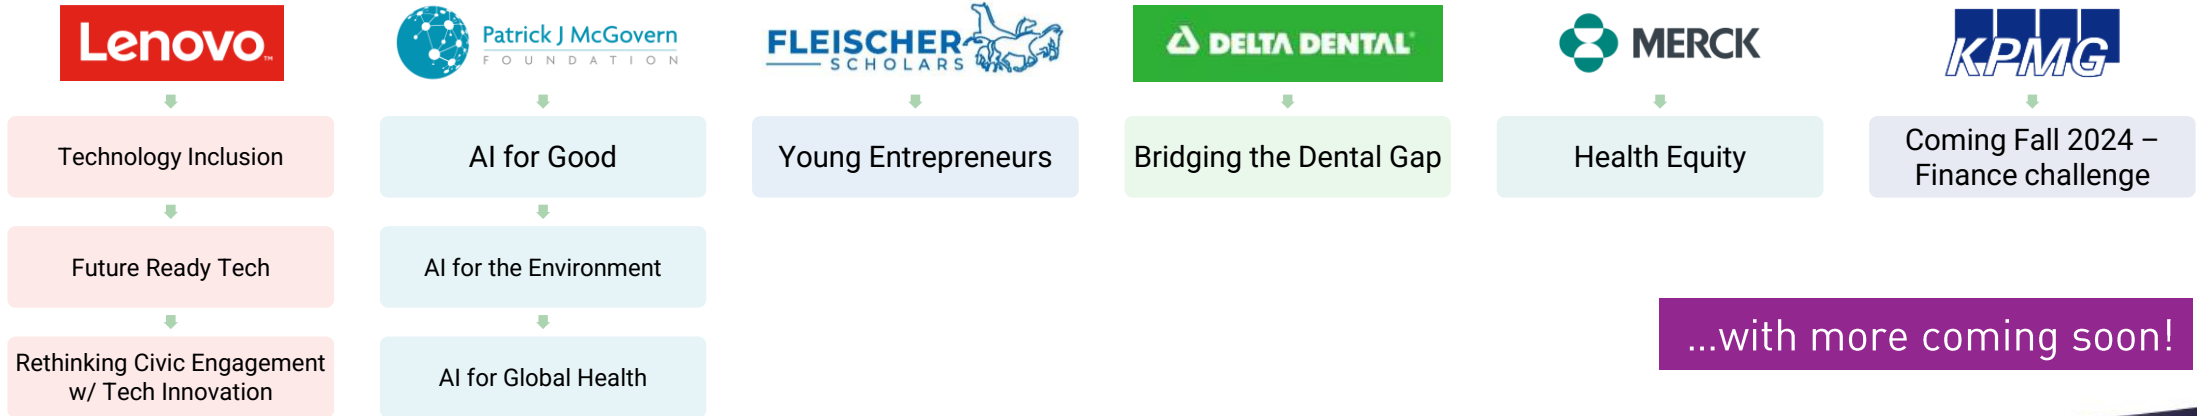 Lenovo™
Technology Inclusion
Future Ready Tech
Rethinking Civic Engagement
w/ Tech Innovation
Patrick J McGovern
FOUNDATION
AI for Good
AI for the Environment
AI for Global Health
FLEISCHER
SCHOLARS
Young Entrepreneurs
DELTA DENTAL
Bridging the Dental Gap
MERCK
Health Equity
KPMG
Coming Fall 2024 –
Finance challenge
...with more coming soon!